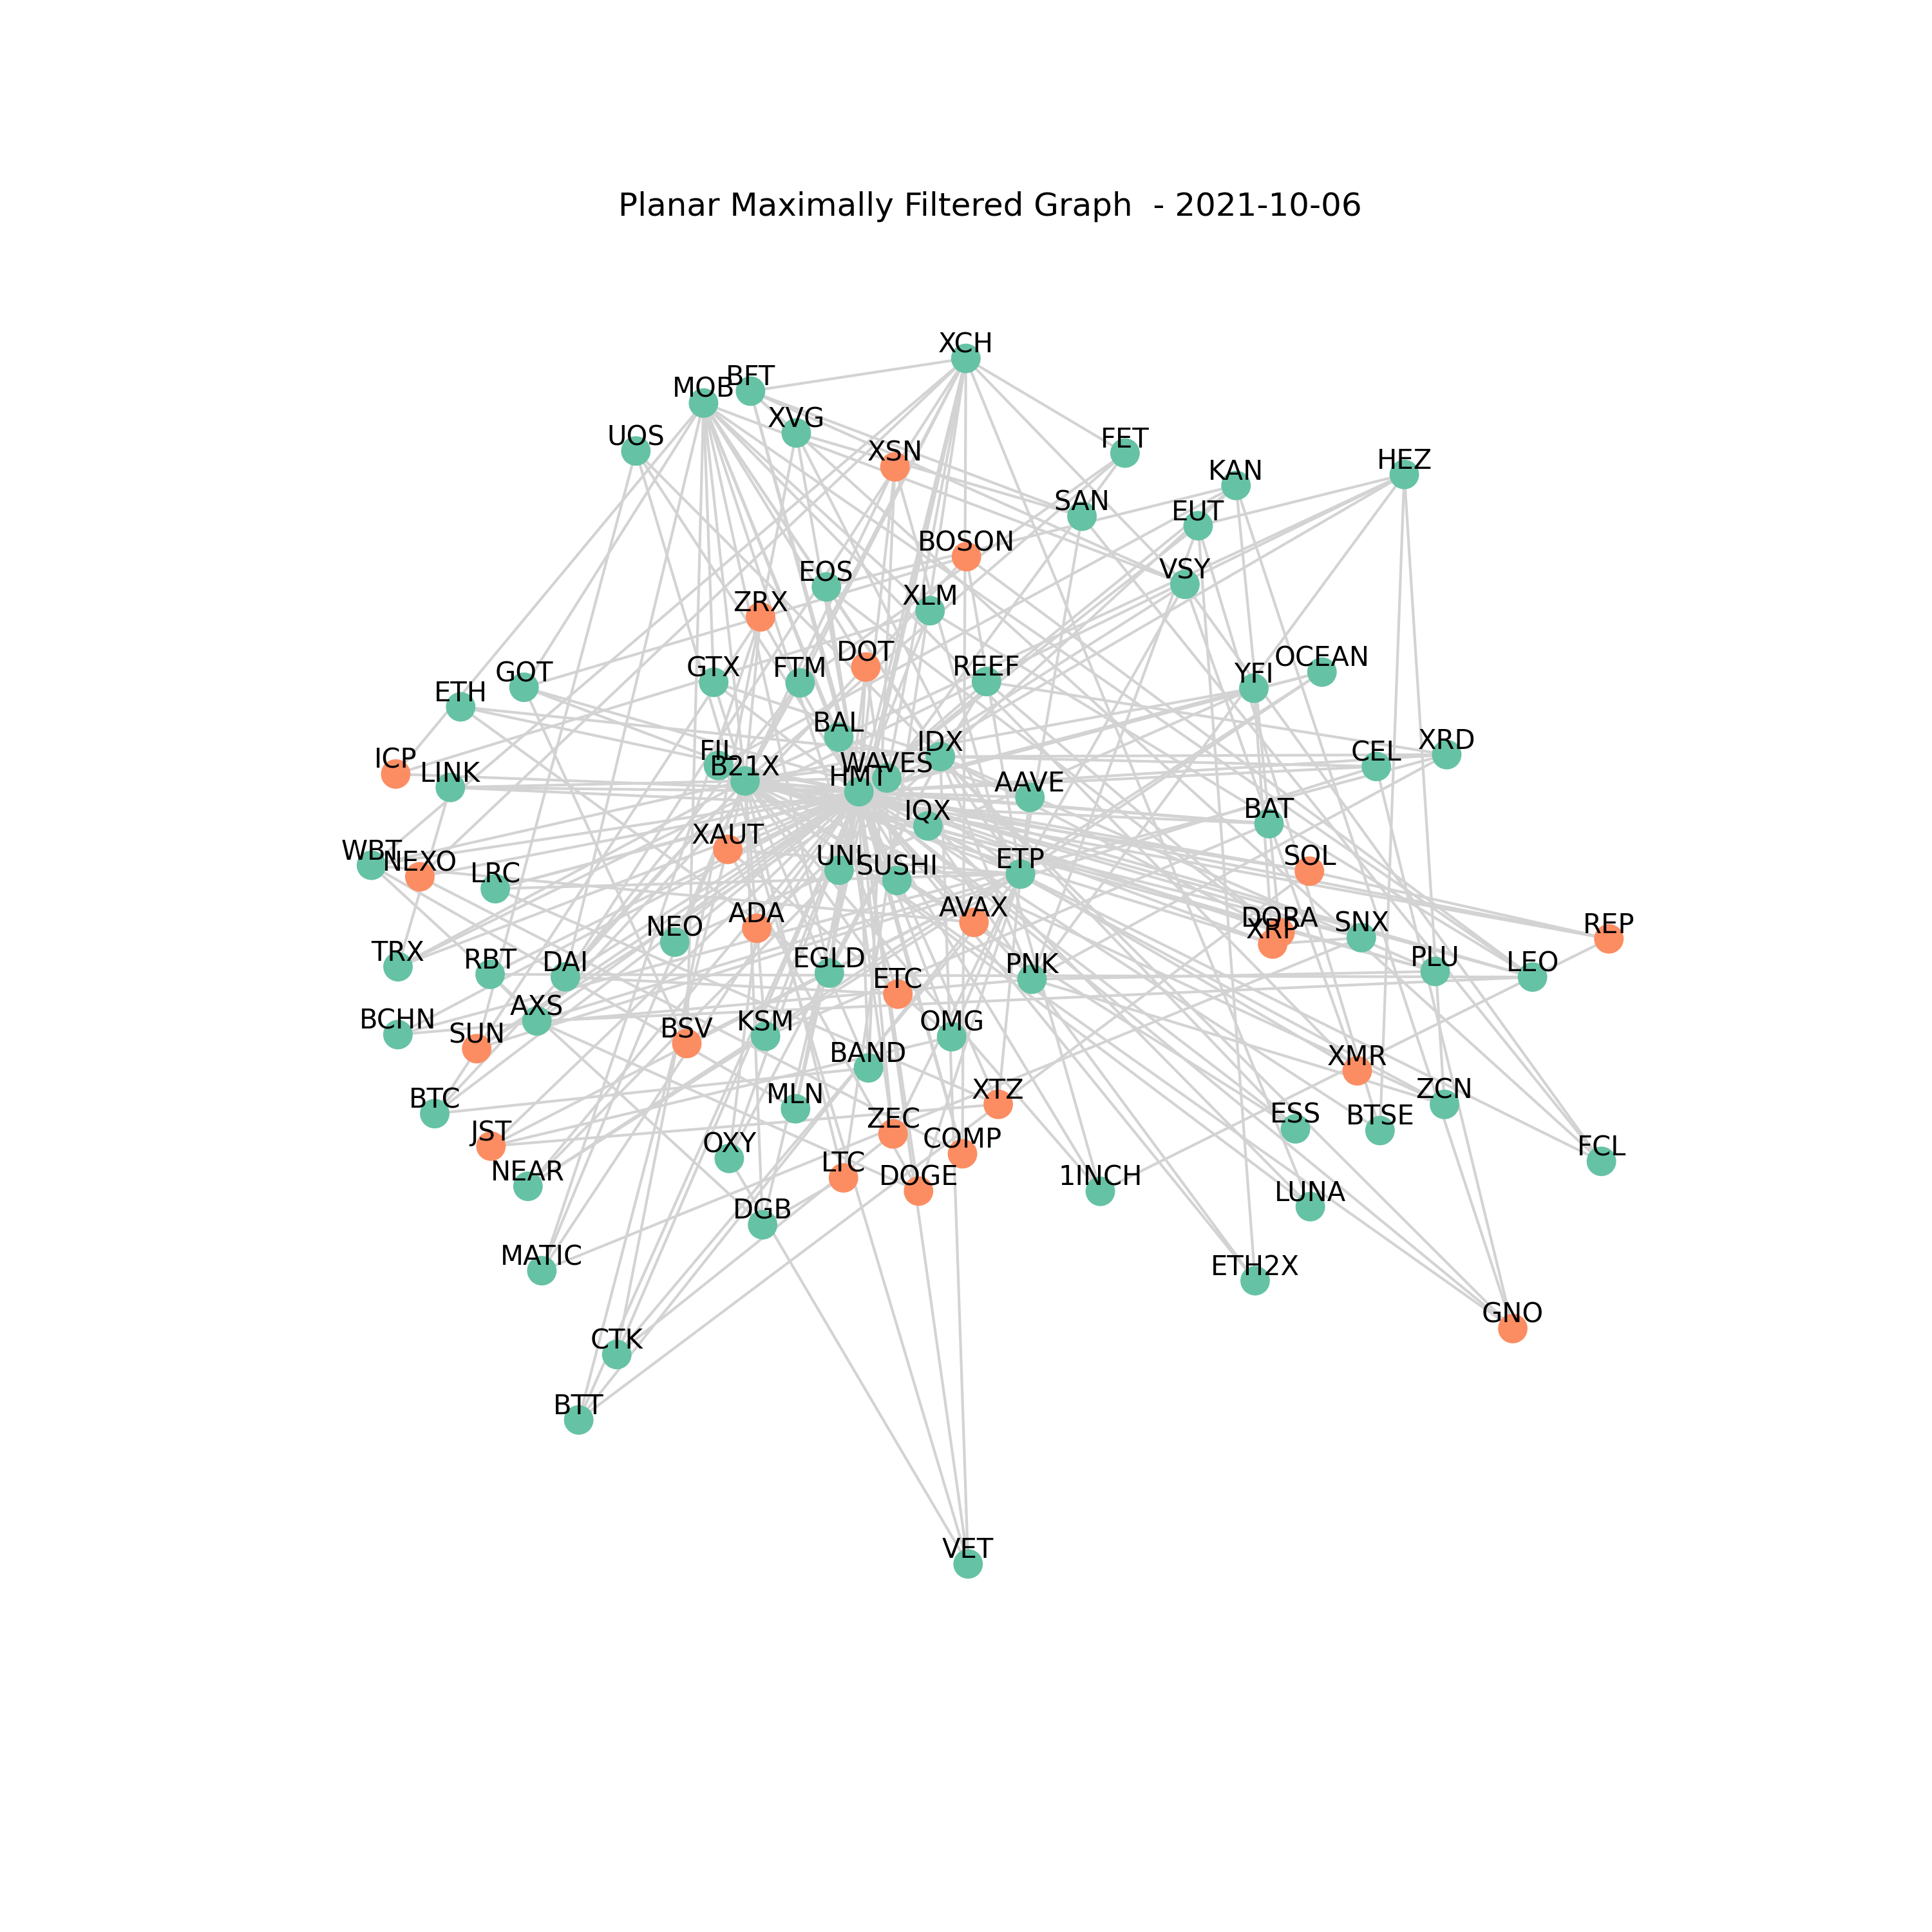 Planar Maximally Filtered Graph  - 2021-10-06
XCH
BFT
MOB
XVG
UOS
XSN
FET
HEZ
KAN
SAN
EUT
BOSON
EOS
VSY
XLM
ZRX
DOT
OCEAN
REEF
GTX
FTM
YFI
GOT
ETH
BAL
IDX
XRD
FIL
CEL
ICP
WAVES
B21X
LINK
HMT
AAVE
BAT
IQX
XAUT
WBT
UNI
SOL
ETP
NEXO
SUSHI
LRC
ADA
AVAX
DORA
SNX
REP
NEO
XRP
TRX
PLU
EGLD
RBT
DAI
PNK
LEO
ETC
AXS
BCHN
KSM
OMG
BSV
SUN
BAND
XMR
XTZ
ZCN
MLN
BTC
ESS
BTSE
ZEC
JST
COMP
OXY
FCL
LTC
NEAR
DOGE
1INCH
LUNA
DGB
MATIC
ETH2X
GNO
CTK
BTT
VET